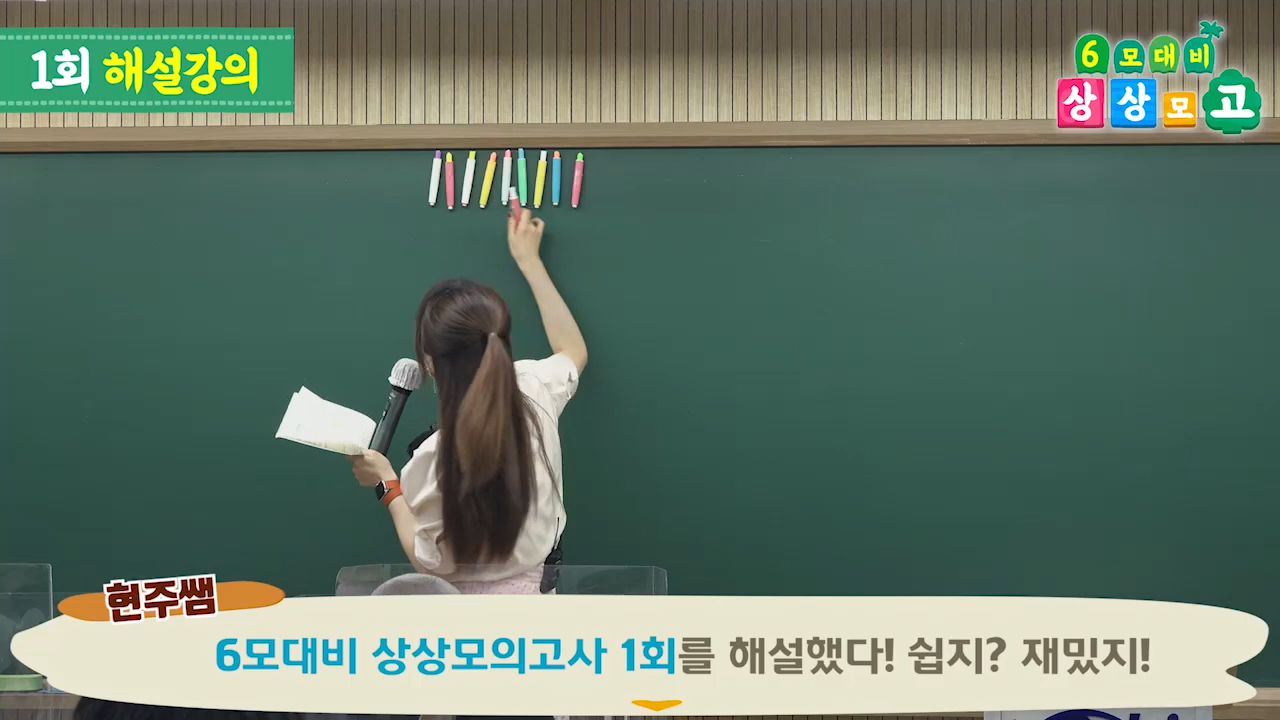 1회 해설강의
6모대비
상상모고
현주쌤
6모대비 상상모의고사 1회를 해설했다! 쉽지? 재밌지!